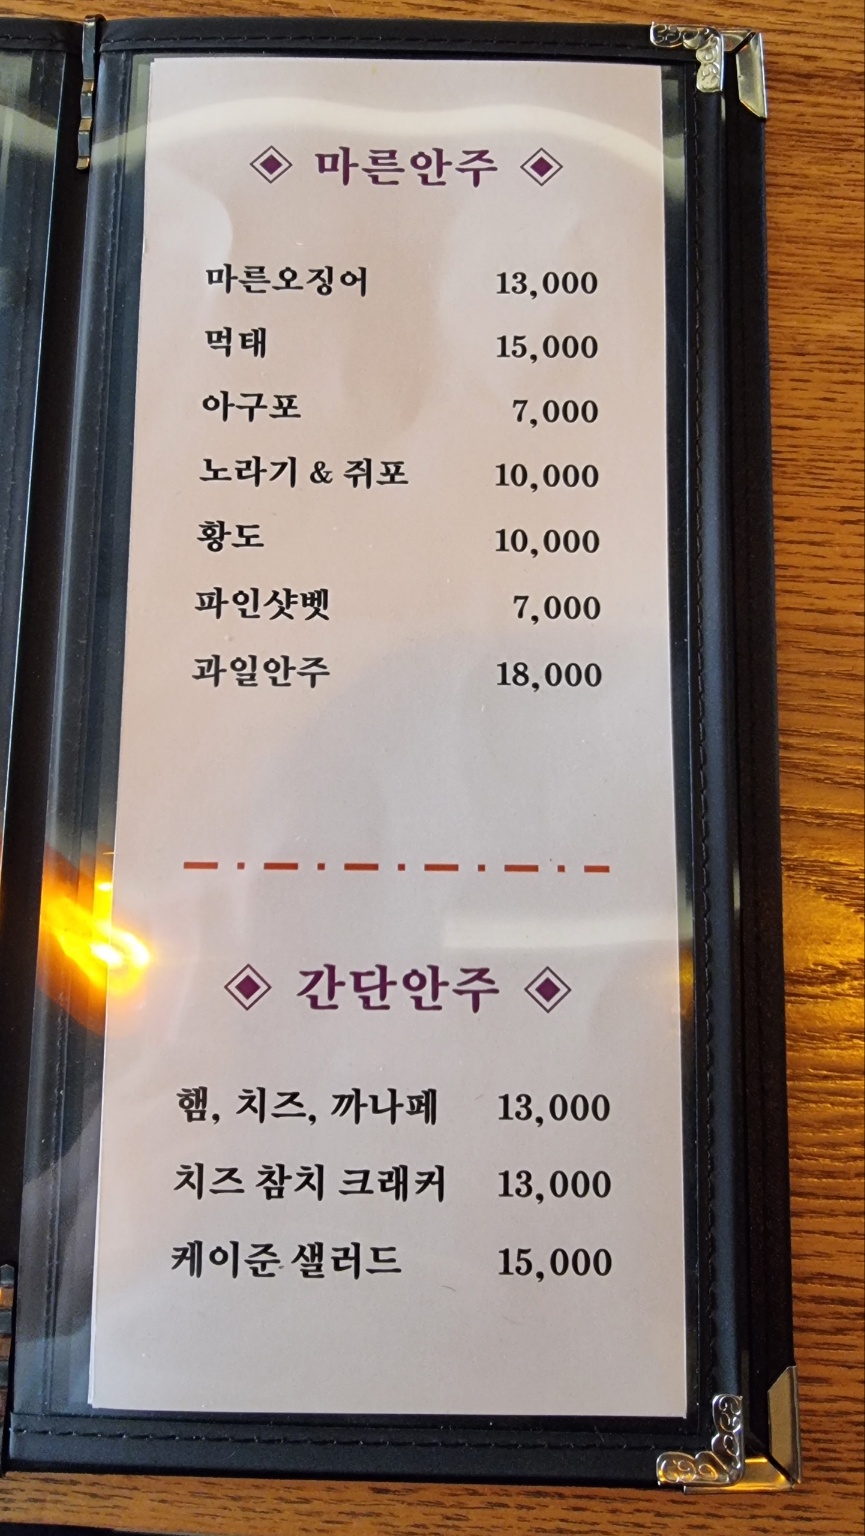 ◈ 마른안주 ◈
마른오징어 13,000
먹태 15,000
아구포 7,000
노라기 & 쥐포 10,000
황도 10,000
파인샷벳 7,000
과일안주 18,000
◈ 간단안주 ◈
햄, 치즈, 까나페 13,000
치즈 참치 크래커 13,000
케이준 샐러드 15,000